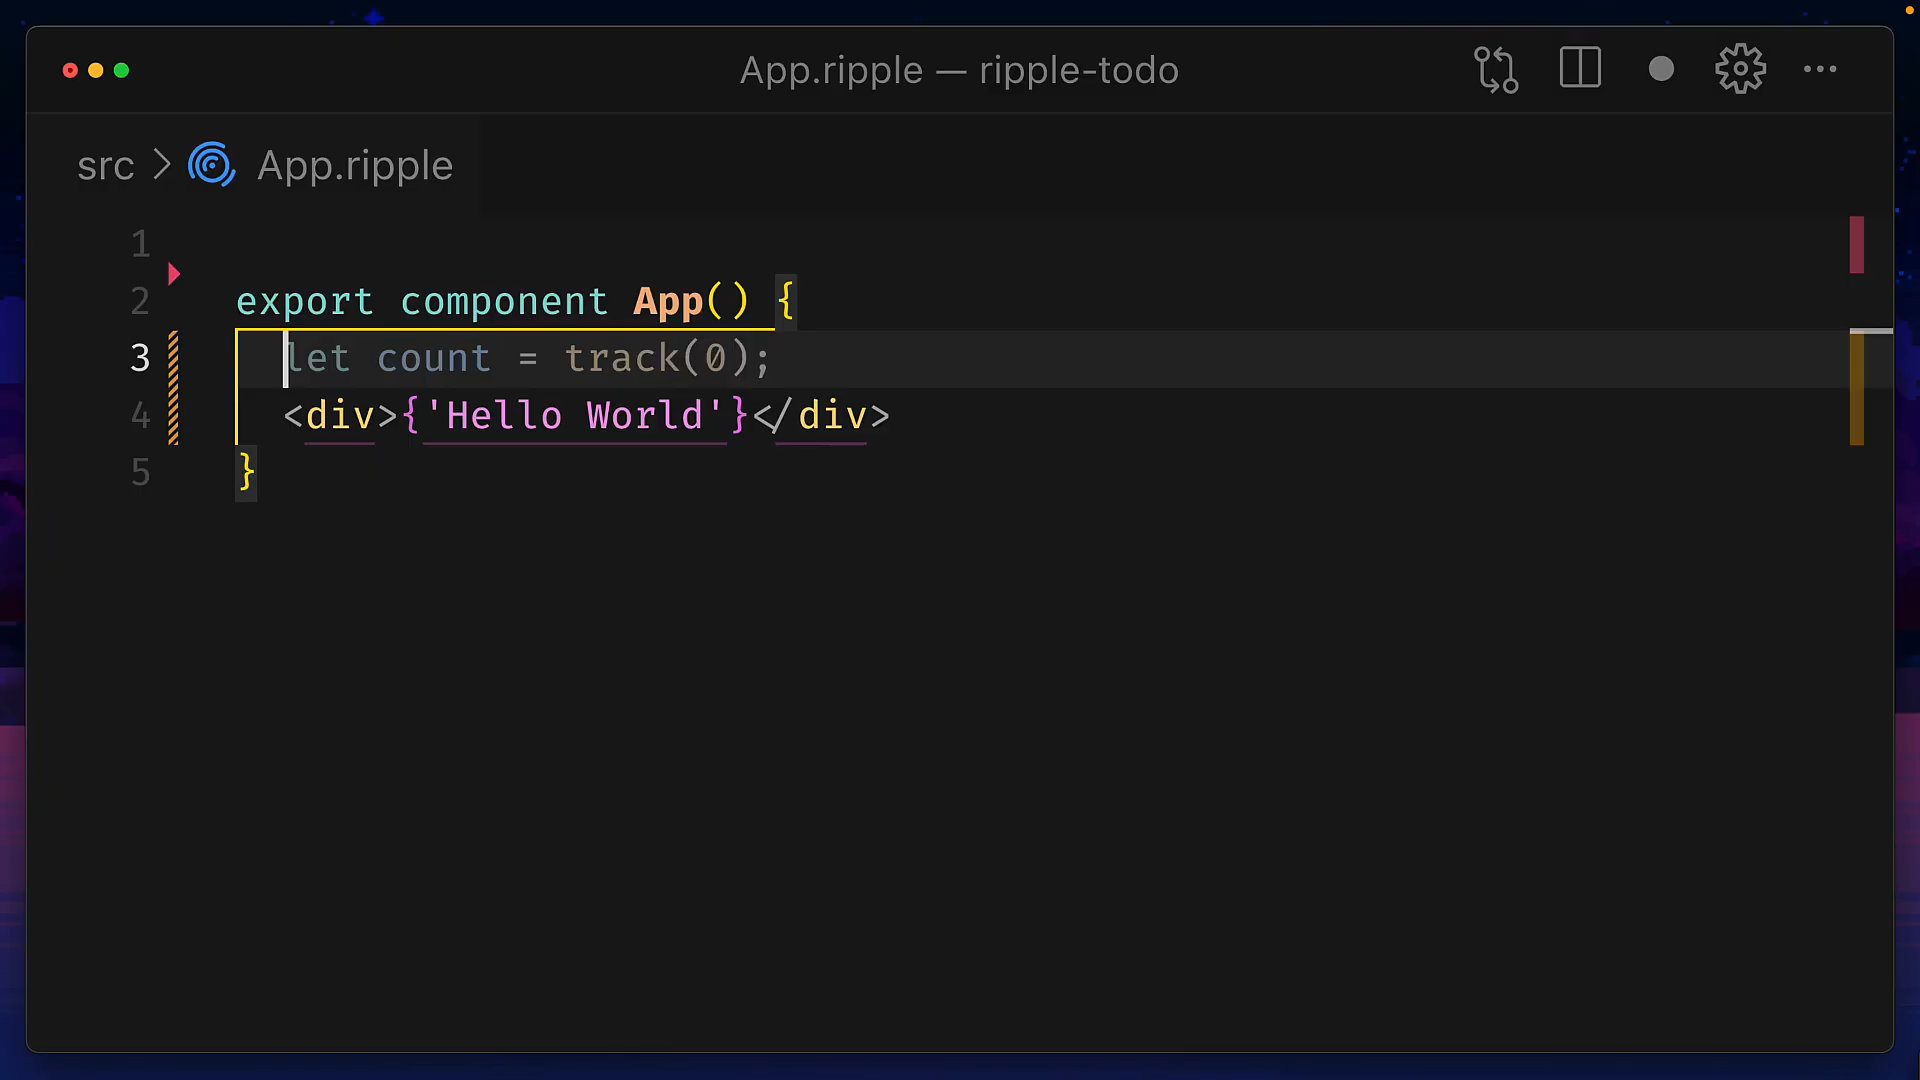 App.ripple — ripple-todo
src > App.ripple
1
2 export component App() {
3 let count = track(0);
4 <div>{'Hello World'}</div>
5 }